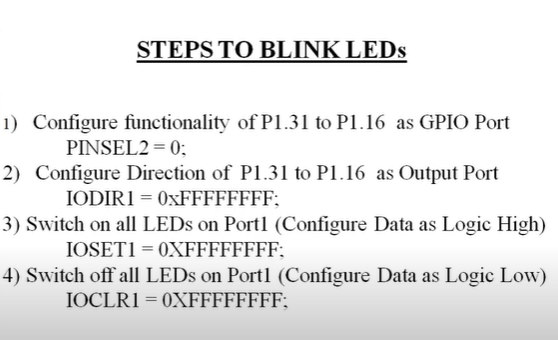 STEPS TO BLINK LEDs
1) Configure functionality of P1.31 to P1.16 as GPIO Port
PINSEL2 = 0;
2) Configure Direction of P1.31 to P1.16 as Output Port
IODIR1 = 0xFFFFFFFF;
3) Switch on all LEDs on Port1 (Configure Data as Logic High)
IOSET1 = 0XFFFFFFFF;
4) Switch off all LEDs on Port1 (Configure Data as Logic Low)
IOCLR1 = 0XFFFFFFFF;